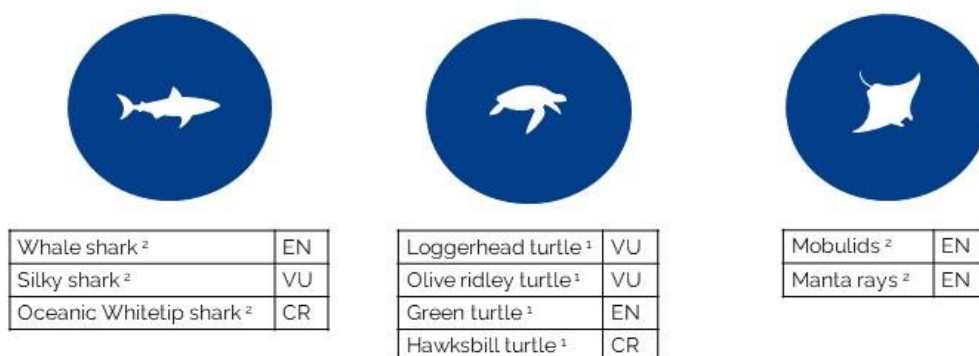 Whale shark ² EN
Silky shark ² VU
Oceanic Whitetip shark ² CR
Loggerhead turtle ¹ VU
Olive ridley turtle ¹ VU
Green turtle ¹ EN
Hawksbill turtle ¹ CR
Mobulids ² EN
Manta rays ² EN